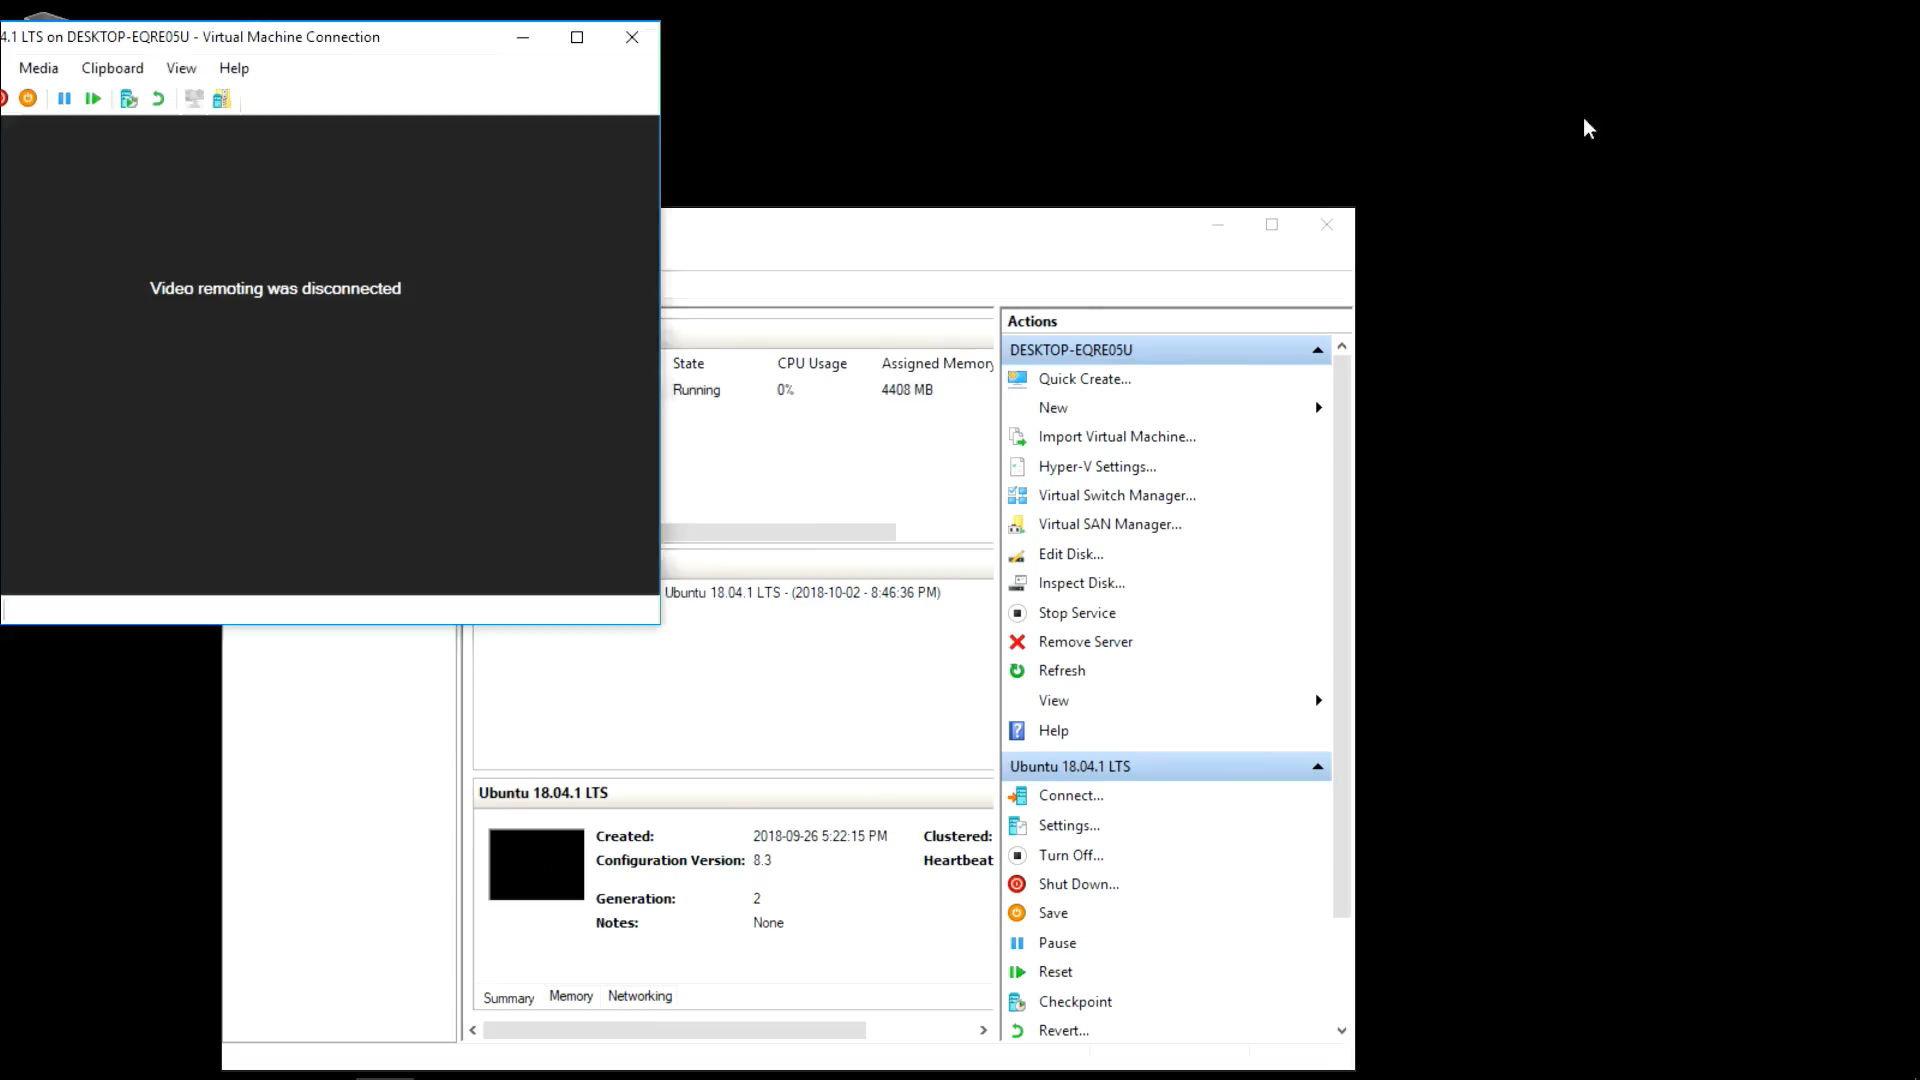 4.1 LTS on DESKTOP-EQRE05U - Virtual Machine Connection
Media Clipboard View Help
Video remoting was disconnected
State CPU Usage Assigned Memory
Running 0% 4408 MB
Ubuntu 18.04.1 LTS - (2018-10-02 - 8:46:36 PM)
Ubuntu 18.04.1 LTS
Created: 2018-09-26 5:22:15 PM Clustered:
Configuration Version: 8.3 Heartbeat
Generation: 2
Notes: None
Summary Memory Networking
Actions
DESKTOP-EQRE05U
Quick Create...
New
Import Virtual Machine...
Hyper-V Settings...
Virtual Switch Manager...
Virtual SAN Manager...
Edit Disk...
Inspect Disk...
Stop Service
Remove Server
Refresh
View
Help
Ubuntu 18.04.1 LTS
Connect...
Settings...
Turn Off...
Shut Down...
Save
Pause
Reset
Checkpoint
Revert...